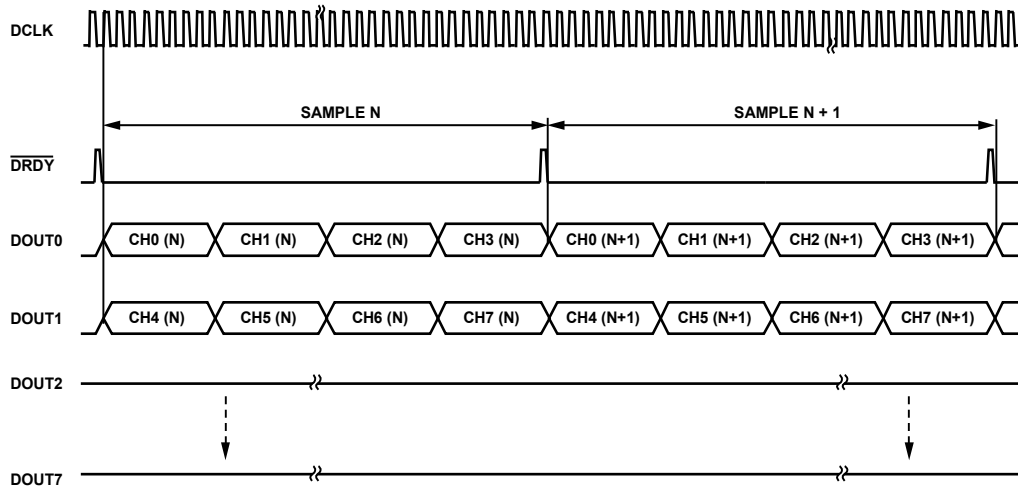 DCLK
SAMPLE N
SAMPLE N + 1
DRDY
DOUT0
CH0 (N)
CH1 (N)
CH2 (N)
CH3 (N)
CH0 (N+1)
CH1 (N+1)
CH2 (N+1)
CH3 (N+1)
DOUT1
CH4 (N)
CH5 (N)
CH6 (N)
CH7 (N)
CH4 (N+1)
CH5 (N+1)
CH6 (N+1)
CH7 (N+1)
DOUT2
DOUT7